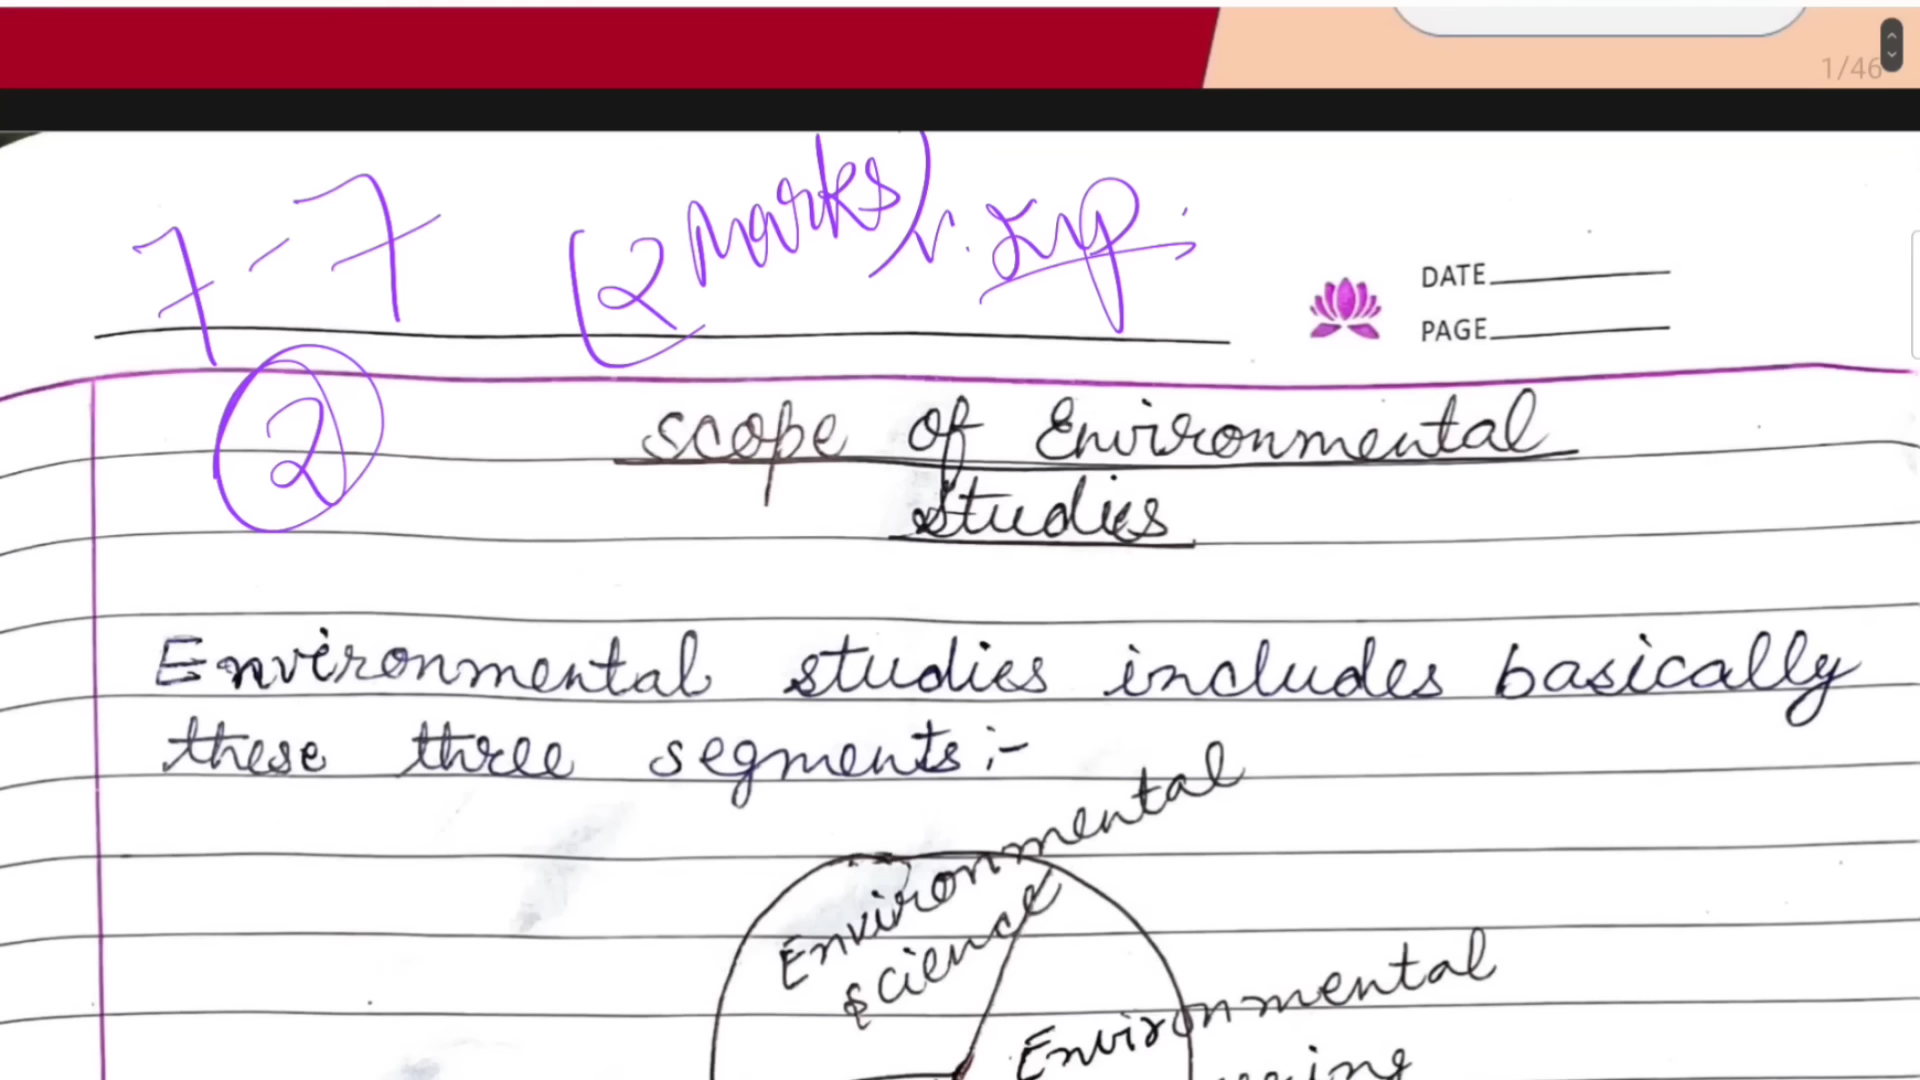 1/46
7-7 (2 Marks) v. Imp.
DATE
PAGE
2
scope of Environmental
Studies
Environmental studies includes basically
these three segments:-
Environmental
science
Environmental